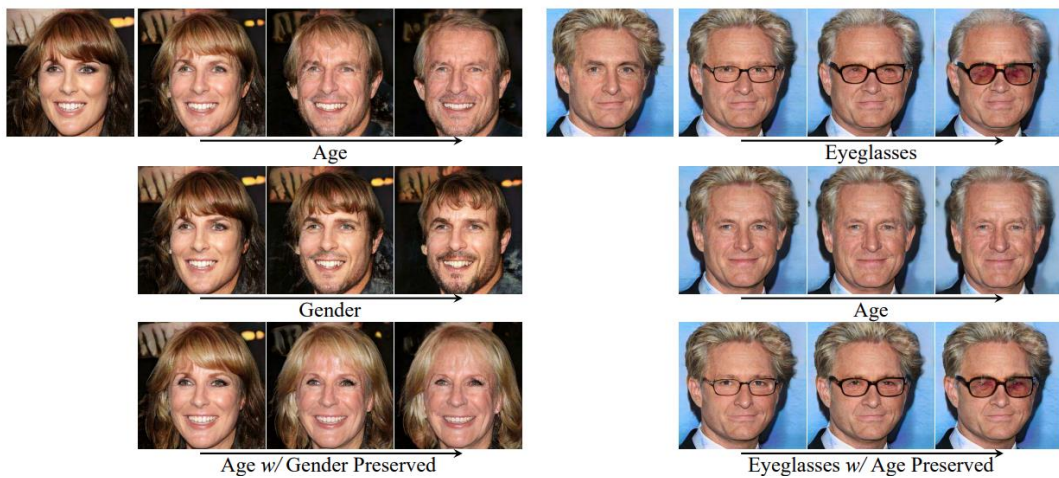 Age
Eyeglasses
Gender
Age
Age w/ Gender Preserved
Eyeglasses w/ Age Preserved